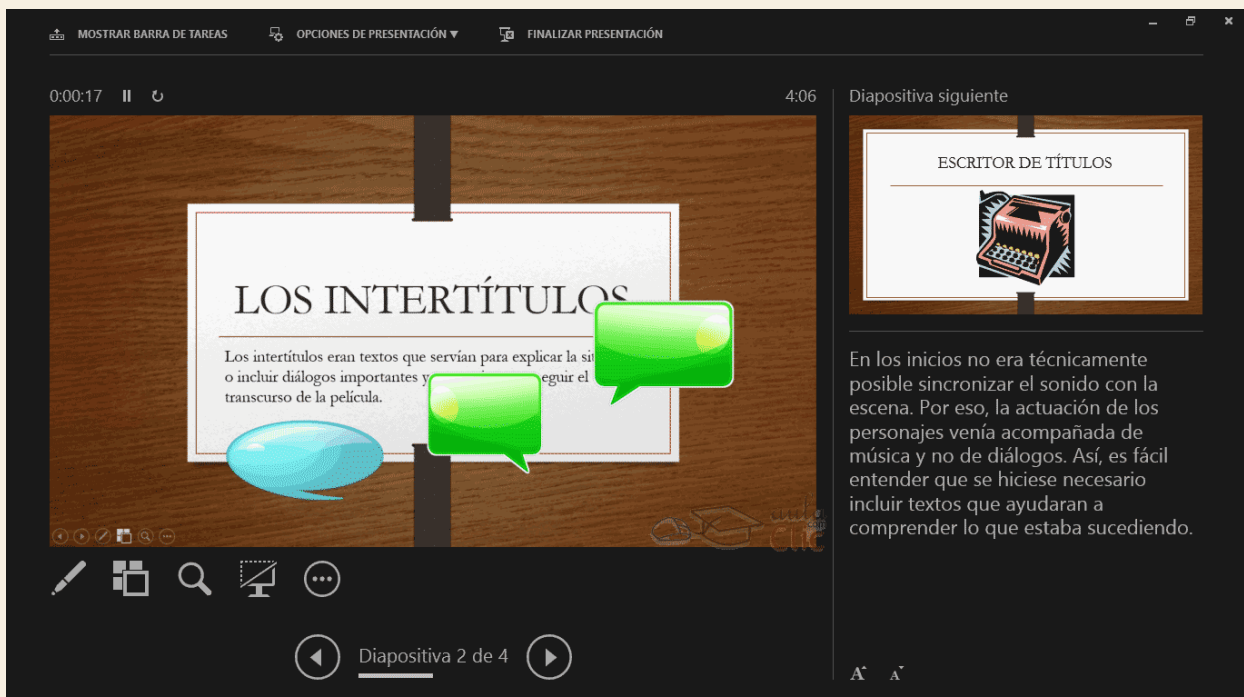 MOSTRAR BARRA DE TAREAS
OPCIONES DE PRESENTACIÓN
FINALIZAR PRESENTACIÓN
0:00:17
4:06
LOS INTERTÍTULOS
Los intertítulos eran textos que servían para explicar la
o incluir diálogos importantes y eguir el
transcurso de la película.
aula
.com
clic
Diapositiva 2 de 4
Diapositiva siguiente
ESCRITOR DE TÍTULOS
En los inicios no era técnicamente
posible sincronizar el sonido con la
escena. Por eso, la actuación de los
personajes venía acompañada de
música y no de diálogos. Así, es fácil
entender que se hiciese necesario
incluir textos que ayudaran a
comprender lo que estaba sucediendo.
A A